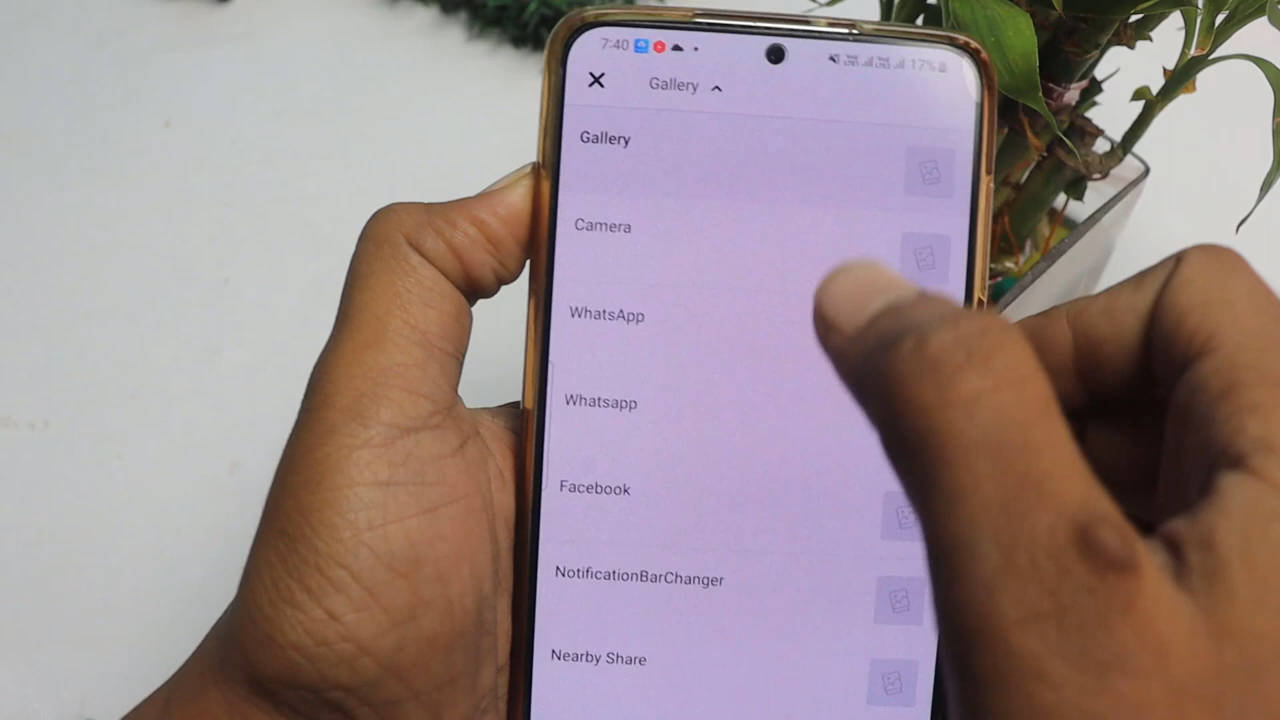 7:40 17%
Gallery
Gallery
Camera
WhatsApp
Whatsapp
Facebook
NotificationBarChanger
Nearby Share